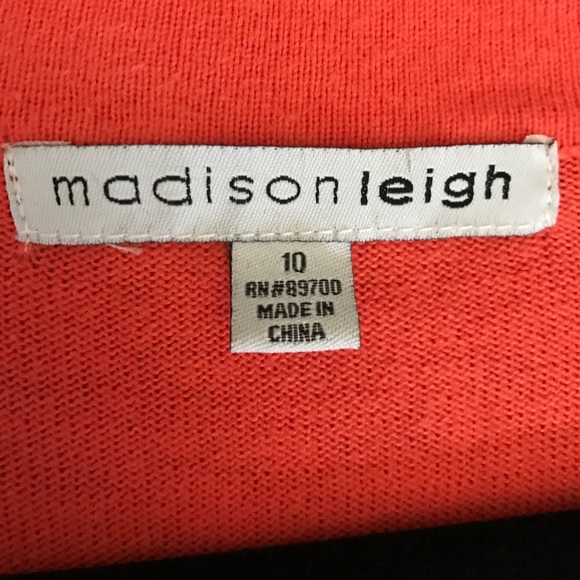 madisonleigh
10
RN#89700
MADE IN
CHINA